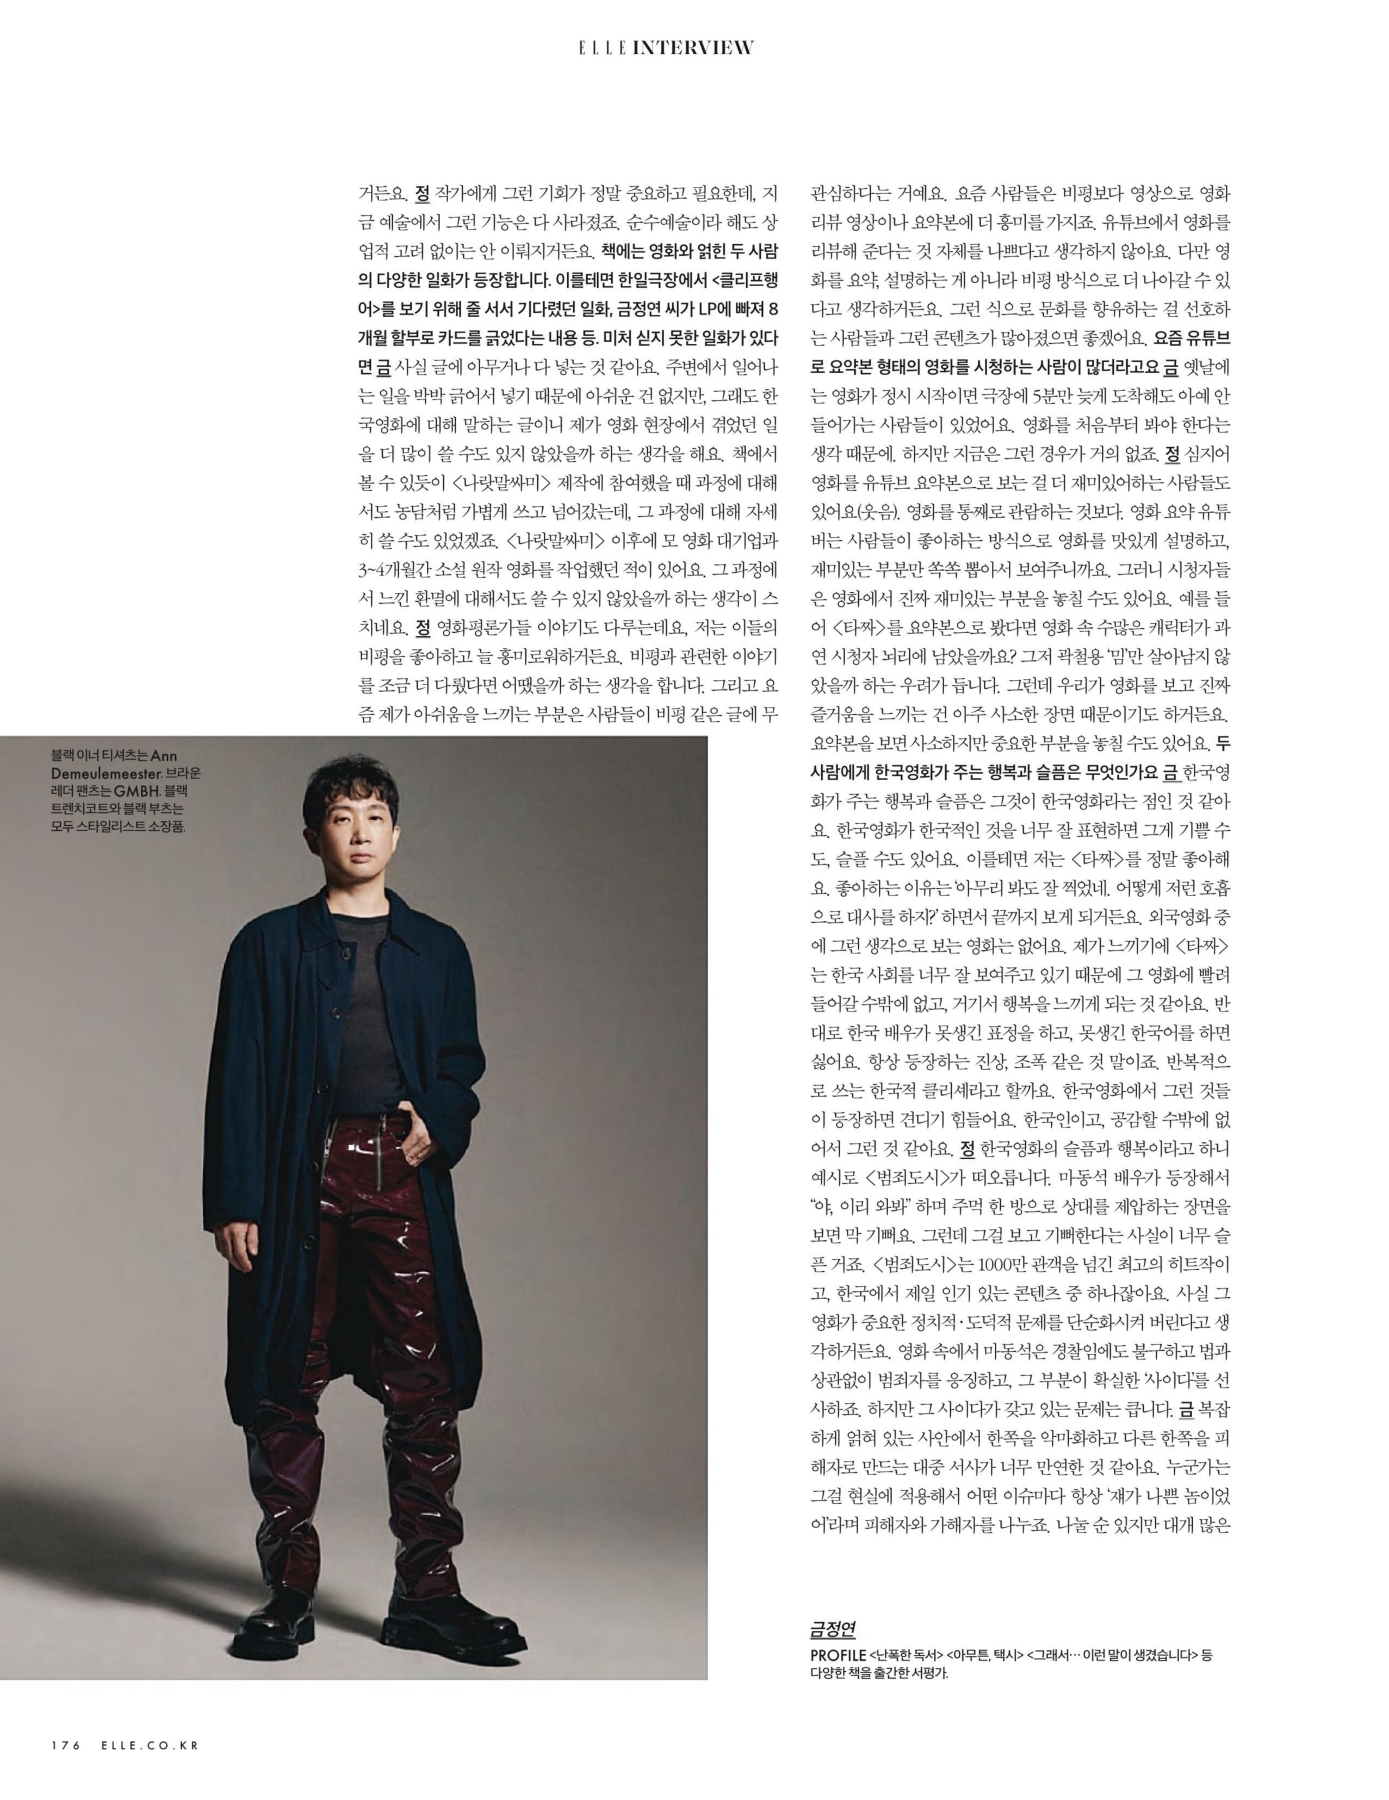 ELLE INTERVIEW
거든요. 정 작가에게 그런 기회가 정말 중요하고 필요한데, 지
금 예술에서 그런 기능은 다 사라졌죠. 순수예술이라 해도 상
업적 고려 없이는 안 이뤄지거든요. 책에는 영화와 얽힌 두 사람
의 다양한 일화가 등장합니다. 이를테면 한일극장에서 <클리프행
어>를 보기 위해 줄 서서 기다렸던 일화, 금정연 씨가 LP에 빠져 8
개월 할부로 카드를 긁었다는 내용 등. 미처 싣지 못한 일화가 있다
면 금 사실 글에 아무거나 다 넣는 것 같아요. 주변에서 일어나
는 일을 박박 긁어서 넣기 때문에 아쉬운 건 없지만, 그래도 한
국영화에 대해 말하는 글이니 제가 영화 현장에서 겪었던 일
을 더 많이 쓸 수도 있지 않았을까 하는 생각을 해요. 책에서
볼 수 있듯이 <나랏말싸미> 제작에 참여했을 때 과정에 대해
서도 농담처럼 가볍게 쓰고 넘어갔는데, 그 과정에 대해 자세
히 쓸 수도 있었겠죠. <나랏말싸미> 이후에 모 영화 대기업과
3~4개월간 소설 원작 영화를 작업했던 적이 있어요. 그 과정에
서 느낀 환멸에 대해서도 쓸 수 있지 않았을까 하는 생각이 스
치네요. 정 영화평론가들 이야기도 다루는데요, 저는 이들의
비평을 좋아하고 늘 흥미로워하거든요. 비평과 관련한 이야기
를 조금 더 다뤘다면 어땠을까 하는 생각을 합니다. 그리고 요
즘 제가 아쉬움을 느끼는 부분은 사람들이 비평 같은 글에 무
관심하다는 거예요. 요즘 사람들은 비평보다 영상으로 영화
리뷰 영상이나 요약본에 더 흥미를 가지죠. 유튜브에서 영화를
리뷰해 준다는 것 자체를 나쁘다고 생각하지 않아요. 다만 영
화를 요약, 설명하는 게 아니라 비평 방식으로 더 나아갈 수 있
다고 생각하거든요. 그런 식으로 문화를 향유하는 걸 선호하
는 사람들과 그런 콘텐츠가 많아졌으면 좋겠어요. 요즘 유튜브
로 요약본 형태의 영화를 시청하는 사람이 많더라고요 금 옛날에
는 영화가 정시 시작이면 극장에 5분만 늦게 도착해도 아예 안
들어가는 사람들이 있었어요. 영화를 처음부터 봐야 한다는
생각 때문에. 하지만 지금은 그런 경우가 거의 없죠. 정 심지어
영화를 유튜브 요약본으로 보는 걸 더 재미있어하는 사람들도
있어요(웃음). 영화를 통째로 관람하는 것보다. 영화 요약 유튜
버는 사람들이 좋아하는 방식으로 영화를 맛있게 설명하고,
재미있는 부분만 쏙쏙 뽑아서 보여주니까요. 그러니 시청자들
은 영화에서 진짜 재미있는 부분을 놓칠 수도 있어요. 예를 들
어 <타짜>를 요약본으로 봤다면 영화 속 수많은 캐릭터가 과
연 시청자 뇌리에 남았을까요? 그저 곽철용 ‘밈’만 살아남지 않
았을까 하는 우려가 듭니다. 그런데 우리가 영화를 보고 진짜
즐거움을 느끼는 건 아주 사소한 장면 때문이기도 하거든요.
요약본을 보면 사소하지만 중요한 부분을 놓칠 수도 있어요. 두
사람에게 한국영화가 주는 행복과 슬픔은 무엇인가요 금 한국영
화가 주는 행복과 슬픔은 그것이 한국영화라는 점인 것 같아
요. 한국영화가 한국적인 것을 너무 잘 표현하면 그게 기쁠 수
도, 슬플 수도 있어요. 이를테면 저는 <타짜>를 정말 좋아해
요. 좋아하는 이유는 ‘아무리 봐도 잘 찍었네. 어떻게 저런 호흡
으로 대사를 하지?’ 하면서 끝까지 보게 되거든요. 외국영화 중
에 그런 생각으로 보는 영화는 없어요. 제가 느끼기에 <타짜>
는 한국 사회를 너무 잘 보여주고 있기 때문에 그 영화에 빨려
들어갈 수밖에 없고, 거기서 행복을 느끼게 되는 것 같아요. 반
대로 한국 배우가 못생긴 표정을 하고, 못생긴 한국어를 하면
싫어요. 항상 등장하는 진상, 조폭 같은 것 말이죠. 반복적으
로 쓰는 한국적 클리셰라고 할까요. 한국영화에서 그런 것들
이 등장하면 견디기 힘들어요. 한국인이고, 공감할 수밖에 없
어서 그런 것 같아요. 정 한국영화의 슬픔과 행복이라고 하니
예시로 <범죄도시>가 떠오릅니다. 마동석 배우가 등장해서
“야, 이리 와봐” 하며 주먹 한 방으로 상대를 제압하는 장면을
보면 막 기뻐요. 그런데 그걸 보고 기뻐한다는 사실이 너무 슬
픈 거죠. <범죄도시>는 1000만 관객을 넘긴 최고의 히트작이
고, 한국에서 제일 인기 있는 콘텐츠 중 하나잖아요. 사실 그
영화가 중요한 정치적·도덕적 문제를 단순화시켜 버린다고 생
각하거든요. 영화 속에서 마동석은 경찰임에도 불구하고 법과
상관없이 범죄자를 응징하고, 그 부분이 확실한 ‘사이다’를 선
사하죠. 하지만 그 사이다가 갖고 있는 문제는 큽니다. 금 복잡
하게 얽혀 있는 사안에서 한쪽을 악마화하고 다른 한쪽을 피
해자로 만드는 대중 서사가 너무 만연한 것 같아요. 누군가는
그걸 현실에 적용해서 어떤 이슈마다 항상 ‘쟤가 나쁜 놈이었
어’라며 피해자와 가해자를 나누죠. 나눌 순 있지만 대개 많은
블랙 이너 티셔츠는 Ann
Demeulemeester. 브라운
레더 팬츠는 GMBH. 블랙
트렌치코트와 블랙 부츠는
모두 스타일리스트 소장품.
금정연
PROFILE <난폭한 독서> <아무튼, 택시> <그래서… 이런 말이 생겼습니다> 등
다양한 책을 출간한 서평가.
176 ELLE.CO.KR